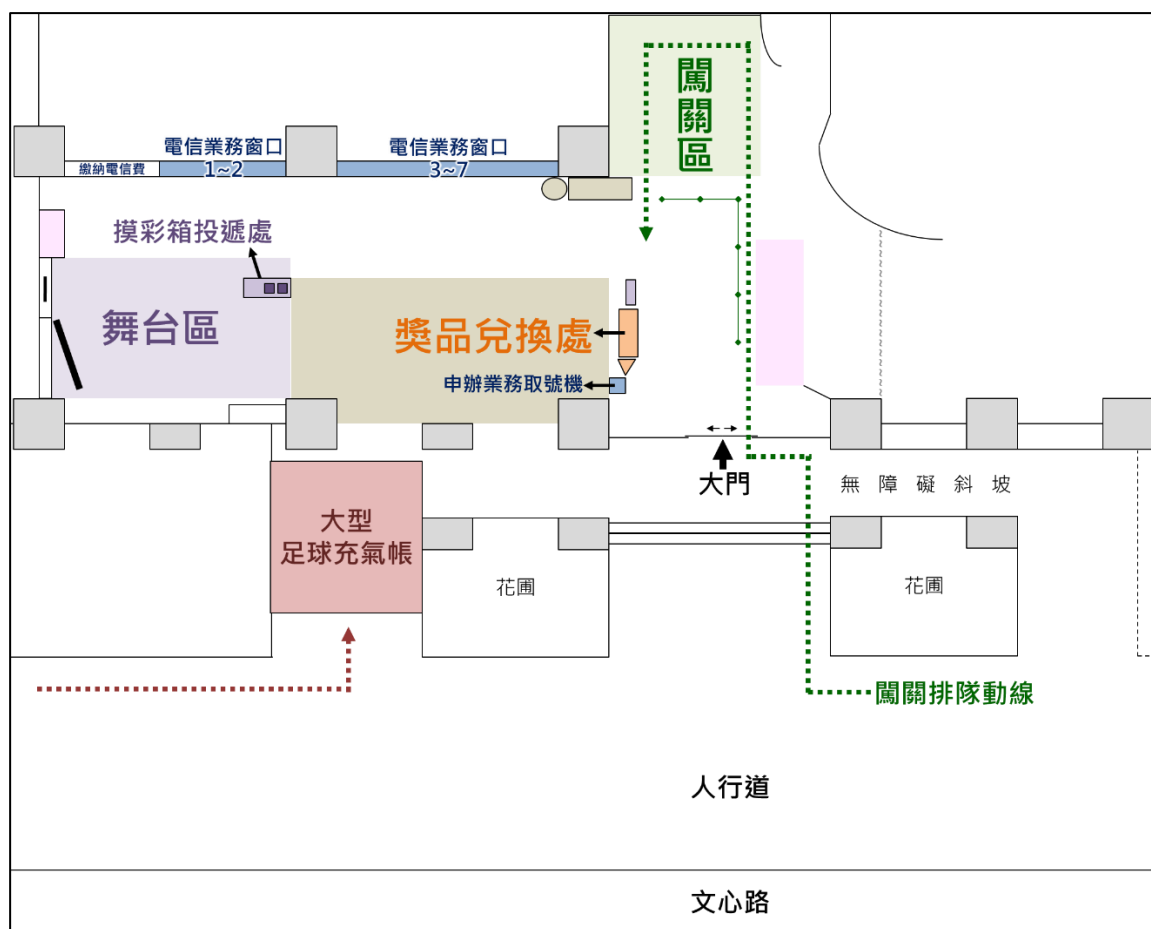 闖關區
電信業務窗口
1~2
電信業務窗口
3~7
繳納電信費
摸彩箱投遞處
舞台區
獎品兌換處
申辦業務取號機
大門
無障礙斜坡
大型
足球充氣帳
花圃
花圃
闖關排隊動線
人行道
文心路